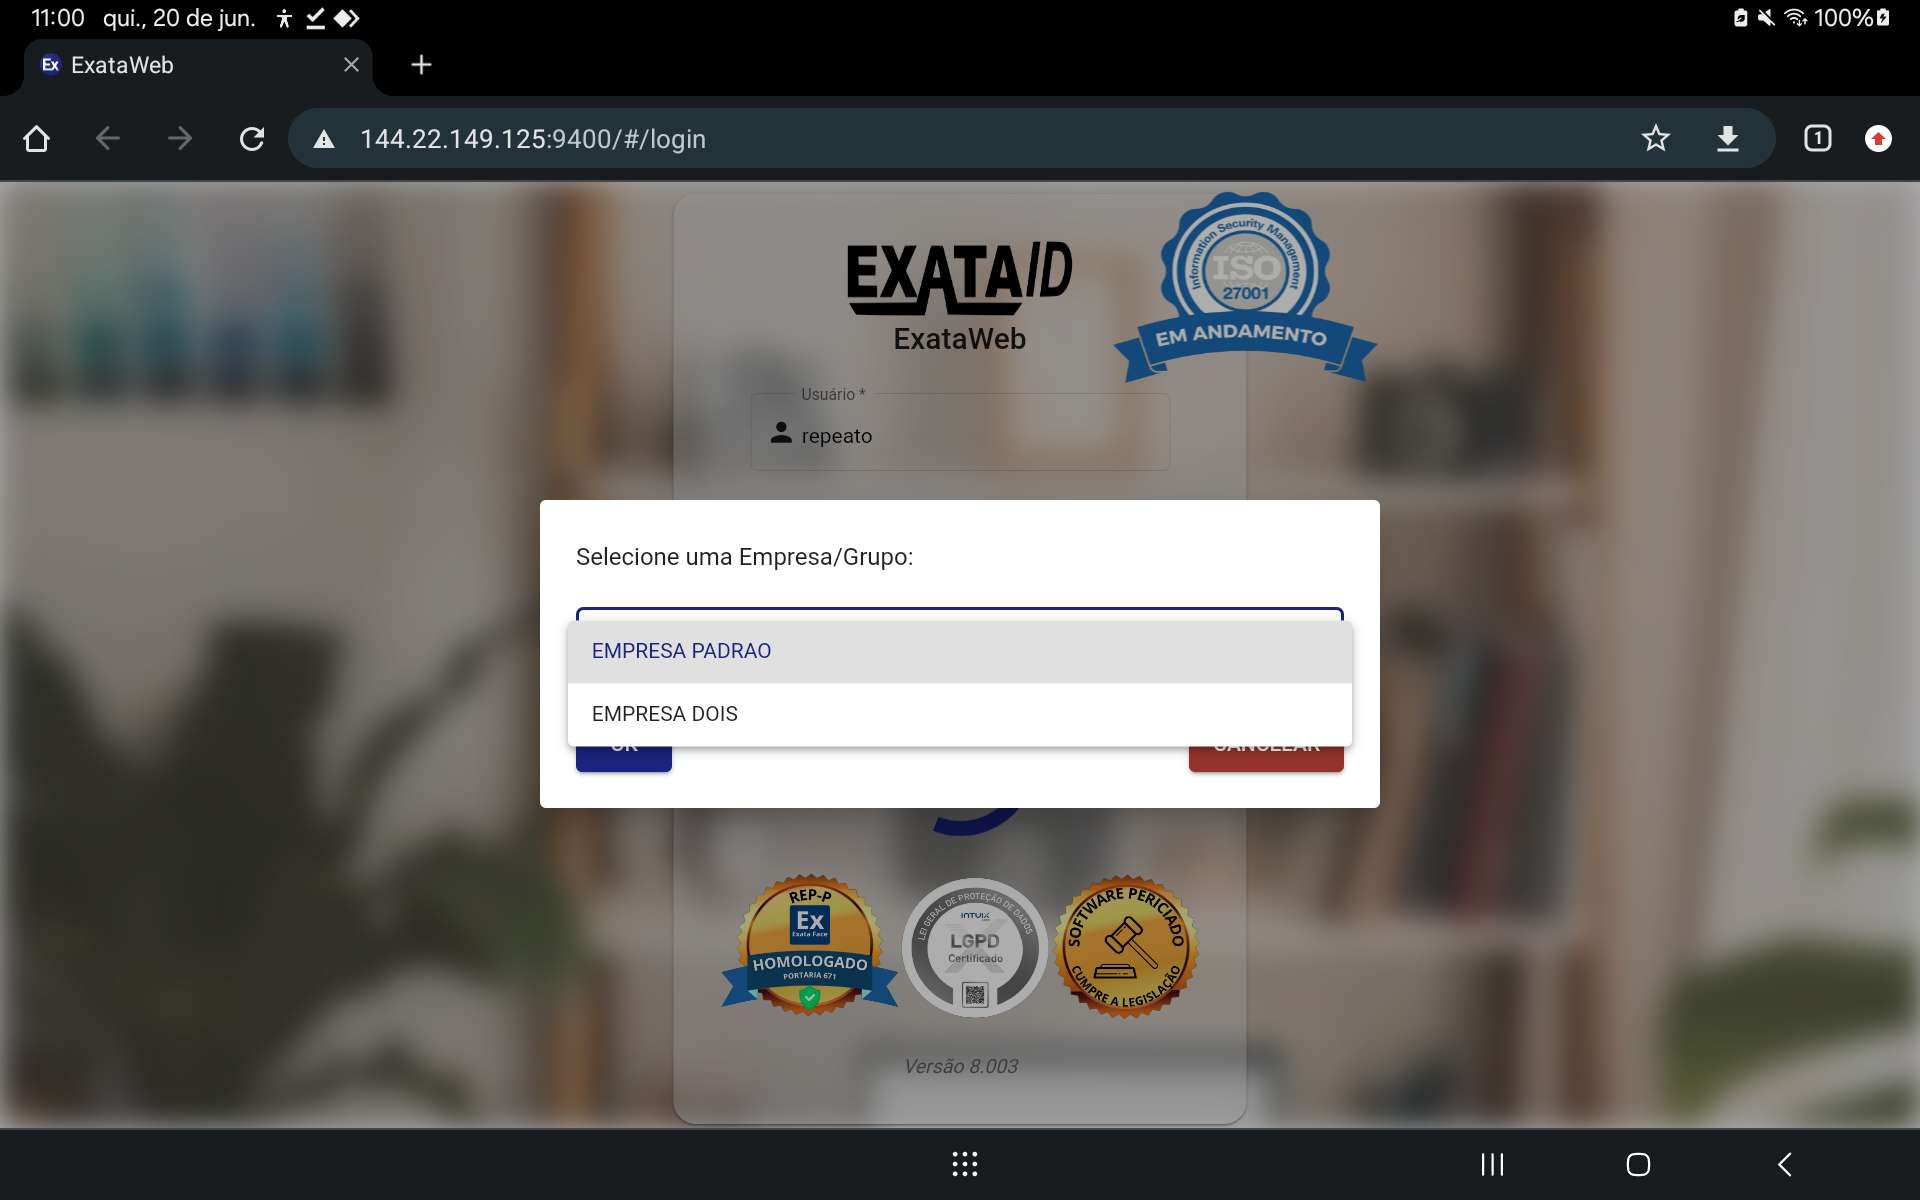 11:00 qui., 20 de jun.
100%
Ex ExataWeb
144.22.149.125:9400/#/login
1
EXATAID
ExataWeb
Information Security Management
ISO
27001
EM ANDAMENTO
Usuário *
repeato
Selecione uma Empresa/Grupo:
EMPRESA PADRAO
EMPRESA DOIS
OK
CANCELAR
REP-P
Ex
Exata Face
HOMOLOGADO
PORTARIA 671
LEI GERAL DE PROTEÇÃO DE DADOS
INTUIX
LGPD
Certificado
SOFTWARE PERICIADO
CUMPRE A LEGISLAÇÃO
Versão 8.003